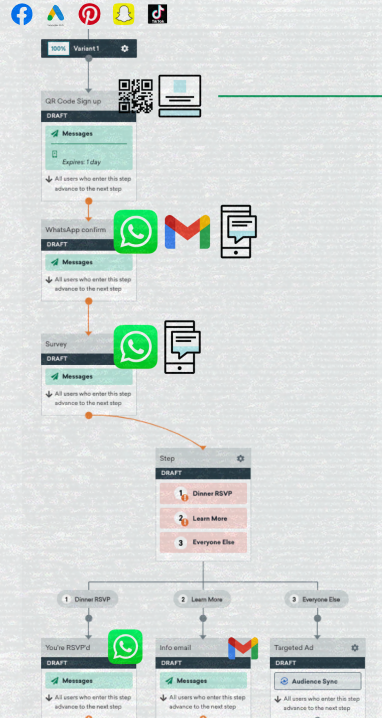 TikTok
100% Variant 1
QR Code Sign up
DRAFT
Messages
Expires: 1 day
All users who enter this step
advance to the next step
WhatsApp confirm
DRAFT
Messages
All users who enter this step
advance to the next step
Survey
DRAFT
Messages
All users who enter this step
advance to the next step
Step
DRAFT
1 Dinner RSVP
2 Learn More
3 Everyone Else
1 Dinner RSVP
2 Learn More
3 Everyone Else
You're RSVP'd
DRAFT
Messages
All users who enter this step
advance to the next step
Info email
DRAFT
Messages
All users who enter this step
advance to the next step
Targeted Ad
DRAFT
Audience Sync
All users who enter this step
advance to the next step